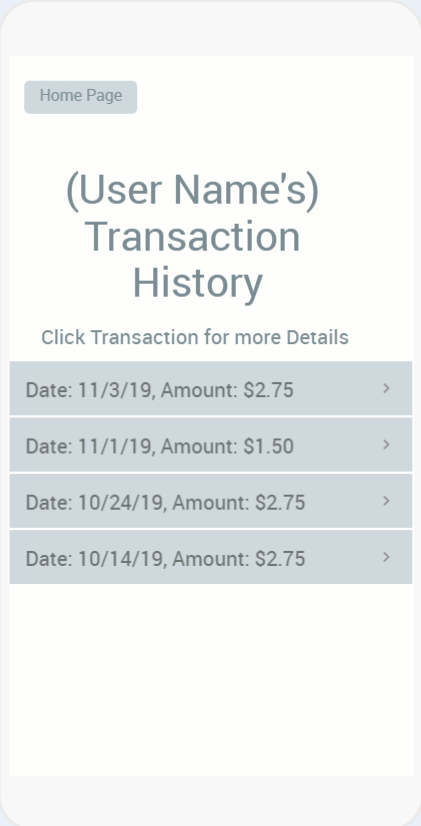 Home Page
(User Name's)
Transaction
History
Click Transaction for more Details
Date: 11/3/19, Amount: $2.75
Date: 11/1/19, Amount: $1.50
Date: 10/24/19, Amount: $2.75
Date: 10/14/19, Amount: $2.75